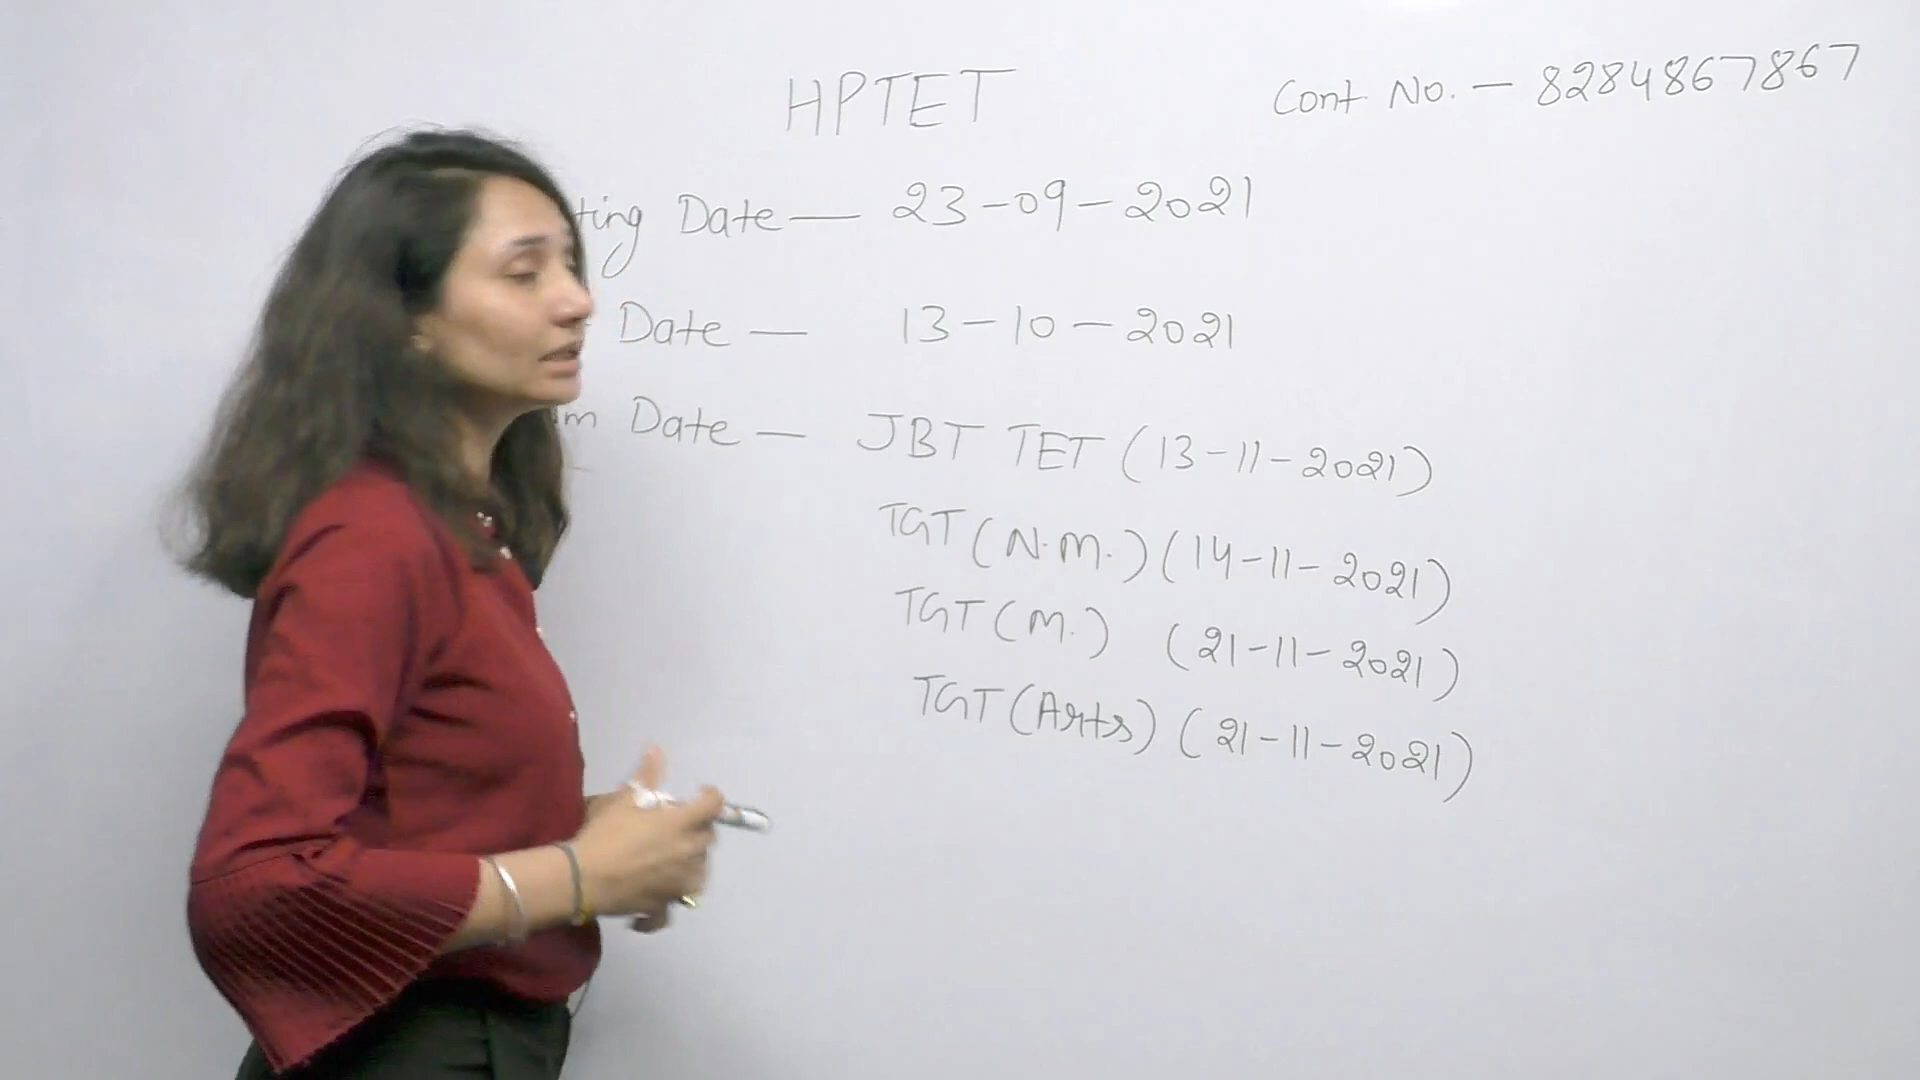 HPTET
Cont. No. - 8284867867
ting Date — 23-09-2021
Date — 13-10-2021
m Date — JBT TET (13-11-2021)
TGT (N.M.) (14-11-2021)
TGT (M.) (21-11-2021)
TGT (Arts) (21-11-2021)